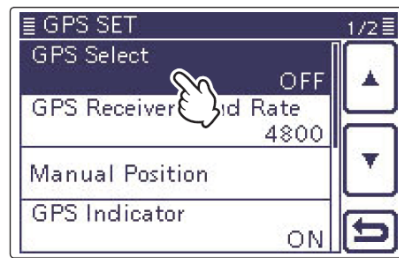 GPS SET 1/2
GPS Select
OFF
GPS Receiver Rate
4800
Manual Position
GPS Indicator
ON